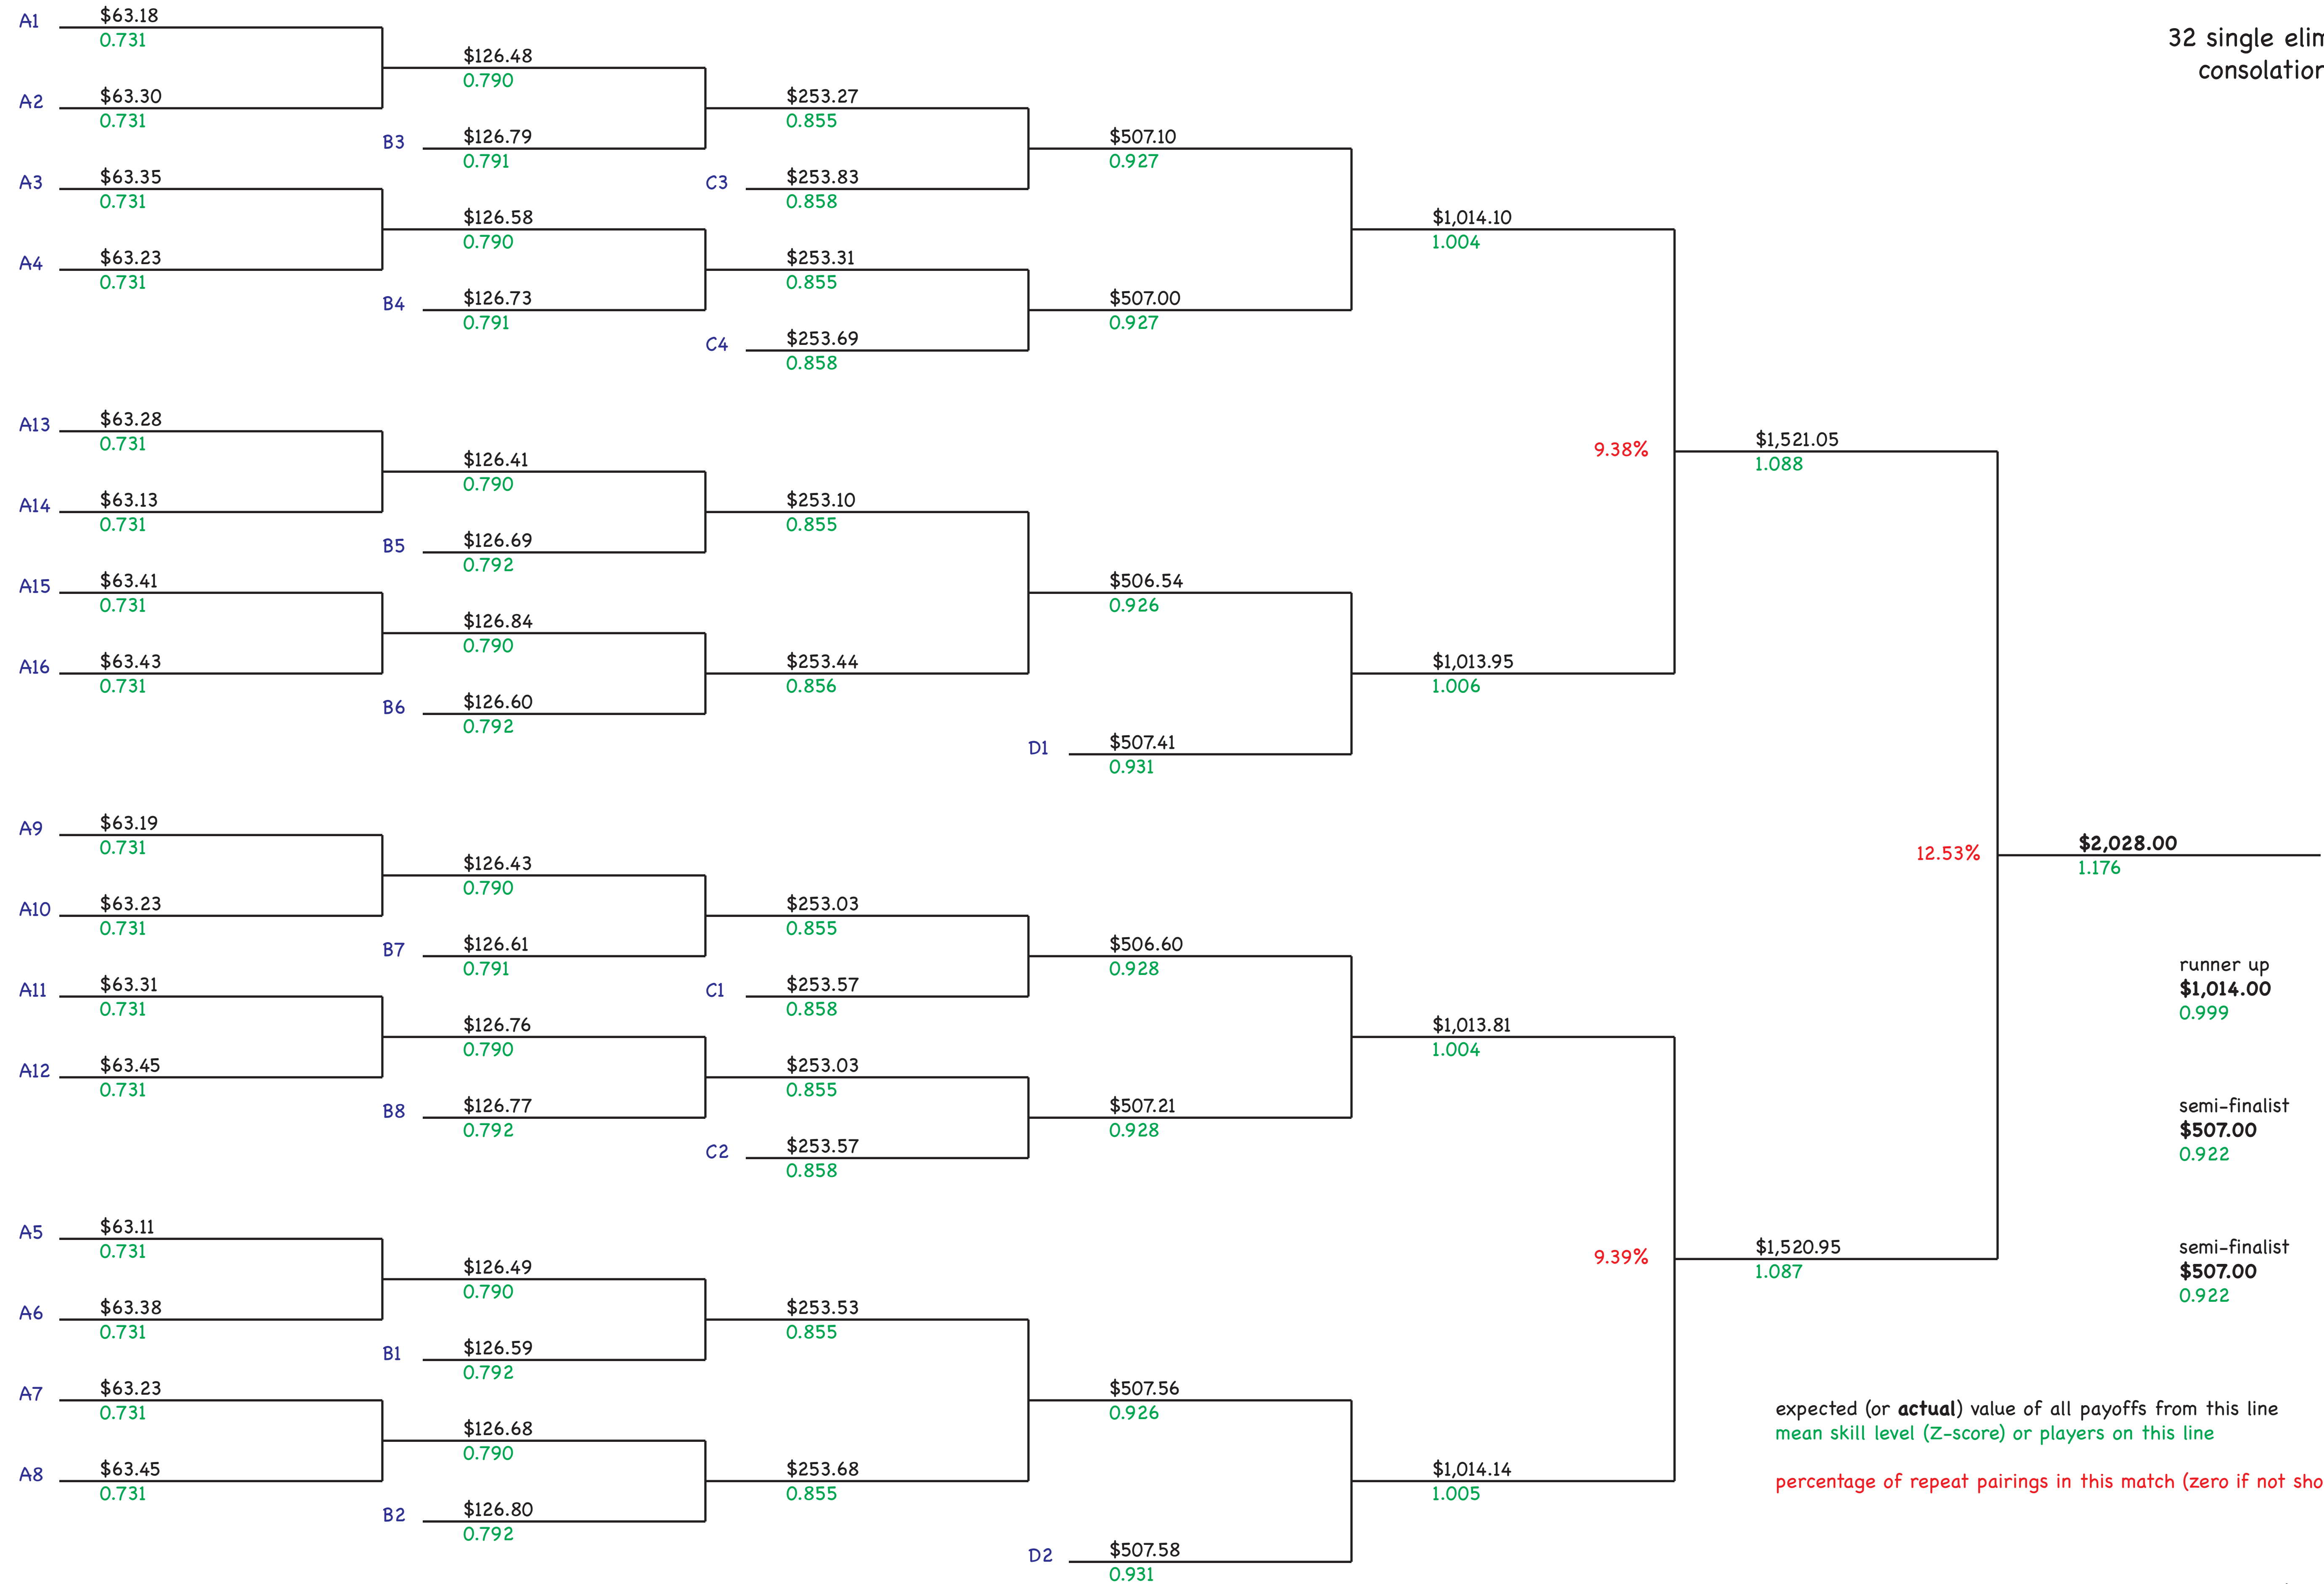 32 single elim
consolation
A1 $63.18
0.731
$126.48
0.790
A2 $63.30
0.731
$253.27
0.855
B3 $126.79
0.791
$507.10
0.927
A3 $63.35
0.731
C3 $253.83
0.858
$126.58
0.790
$1,014.10
1.004
A4 $63.23
0.731
$253.31
0.855
B4 $126.73
0.791
$507.00
0.927
C4 $253.69
0.858
A13 $63.28
0.731
9.38%
$1,521.05
1.088
$126.41
0.790
A14 $63.13
0.731
$253.10
0.855
B5 $126.69
0.792
A15 $63.41
0.731
$506.54
0.926
$126.84
0.790
A16 $63.43
0.731
$253.44
0.856
$1,013.95
1.006
B6 $126.60
0.792
D1 $507.41
0.931
A9 $63.19
0.731
12.53%
$2,028.00
1.176
$126.43
0.790
A10 $63.23
0.731
$253.03
0.855
B7 $126.61
0.791
$506.60
0.928
runner up
$1,014.00
0.999
A11 $63.31
0.731
C1 $253.57
0.858
$126.76
0.790
$1,013.81
1.004
A12 $63.45
0.731
$253.03
0.855
B8 $126.77
0.792
$507.21
0.928
semi-finalist
$507.00
0.922
C2 $253.57
0.858
A5 $63.11
0.731
9.39%
$1,520.95
1.087
semi-finalist
$507.00
0.922
$126.49
0.790
A6 $63.38
0.731
$253.53
0.855
B1 $126.59
0.792
A7 $63.23
0.731
$507.56
0.926
expected (or actual) value of all payoffs from this line
mean skill level (Z-score) or players on this line
$126.68
0.790
A8 $63.45
0.731
$253.68
0.855
$1,014.14
1.005
percentage of repeat pairings in this match (zero if not sho
B2 $126.80
0.792
D2 $507.58
0.931